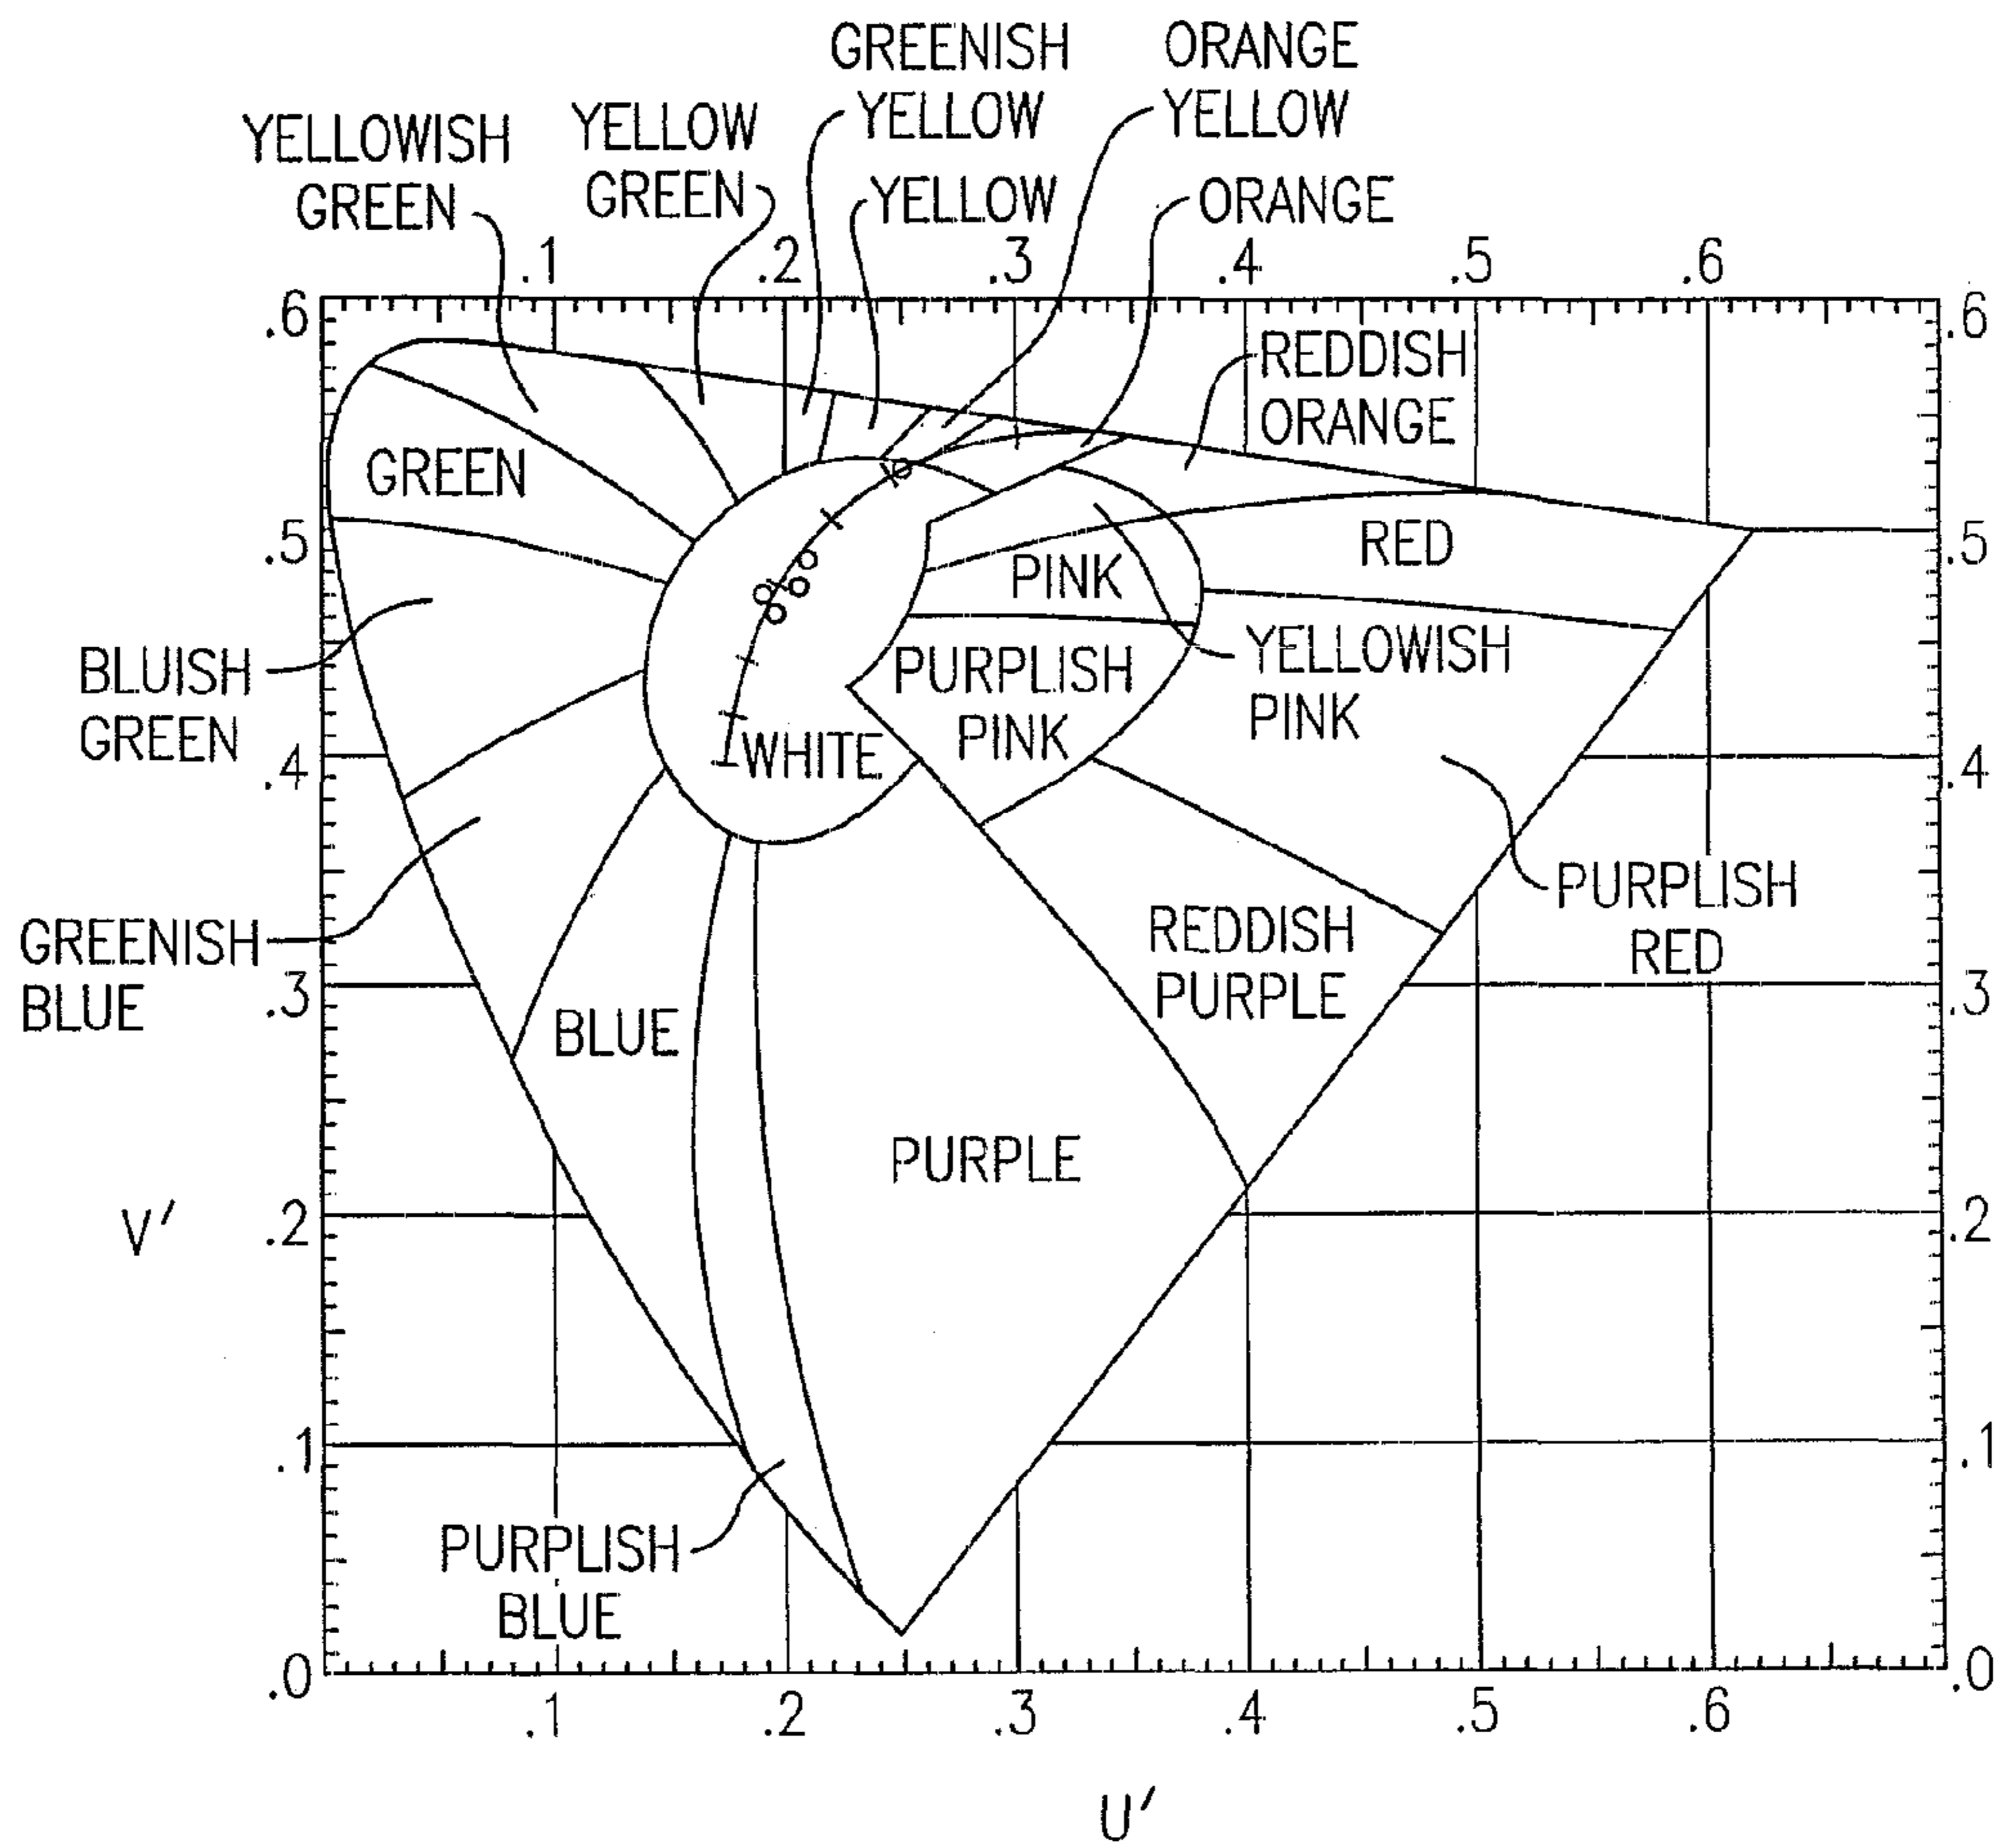 GREENISH
YELLOW
ORANGE
YELLOW
YELLOWISH
GREEN
YELLOW
GREEN
YELLOW
ORANGE
.1 .2 .3 .4 .5 .6
.6 .6
REDDISH
ORANGE
GREEN
RED
.5 .5
PINK
YELLOWISH
PINK
BLUISH
GREEN
PURPLISH
PINK
WHITE
.4 .4
PURPLISH
RED
GREENISH
BLUE
REDDISH
PURPLE
.3 .3
BLUE
PURPLE
V'
.2 .2
.1 .1
PURPLISH
BLUE
.0 .0
.1 .2 .3 .4 .5 .6
U'